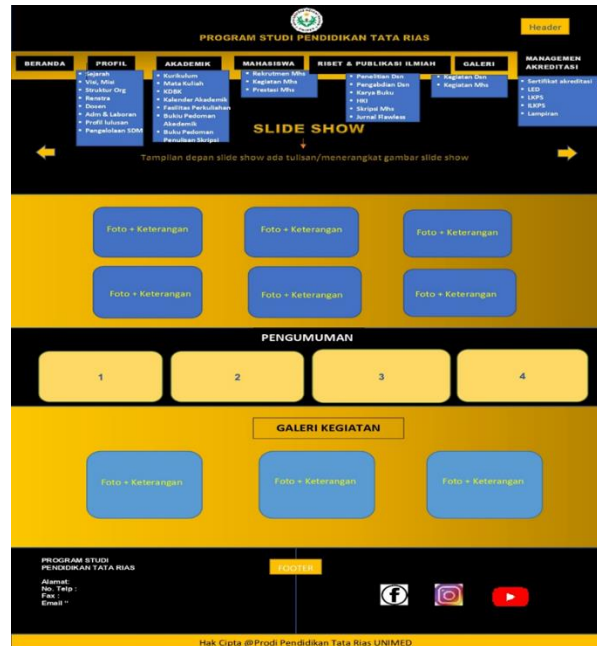 Header
PROGRAM STUDI PENDIDIKAN TATA RIAS
BERANDA
PROFIL
• Sejarah
• Visi, Misi
• Struktur Org
• Renstra
• Dosen
• Adm & Laboran
• Profil lulusan
• Pengelolaan SDM
AKADEMIK
• Kurikulum
• Mata Kuliah
• KDBK
• Kalender Akademik
• Fasilitas Perkuliahan
• Buklu Pedoman
Akademik
• Buku Pedoman
Penulisan Skripsi
MAHASISWA
• Rekrutmen Mhs
• Kegiatan Mhs
• Prestasi Mhs
RISET & PUBLIKASI ILMIAH
• Penelitian Dsn
• Pengabdian Dsn
• Karya Buku
• HKI
• Skripsi Mhs
• Jurnal Flawless
GALERI
• Kegiatan Dsn
• Kegiatan Mhs
MANAGEMEN
AKREDITASI
• Sertifikat akreditasi
• LED
• LKPS
• ILKPS
• Lampiran
SLIDE SHOW
Tampilan depan slide show ada tulisan/menerangkat gambar slide show
Foto + Keterangan
Foto + Keterangan
Foto + Keterangan
Foto + Keterangan
Foto + Keterangan
Foto + Keterangan
PENGUMUMAN
1
2
3
4
GALERI KEGIATAN
Foto + Keterangan
Foto + Keterangan
Foto + Keterangan
PROGRAM STUDI
PENDIDIKAN TATA RIAS
Alamat:
No. Telp :
Fax :
Email "
FOOTER
Hak Cipta @Prodi Pendidikan Tata Rias UNIMED